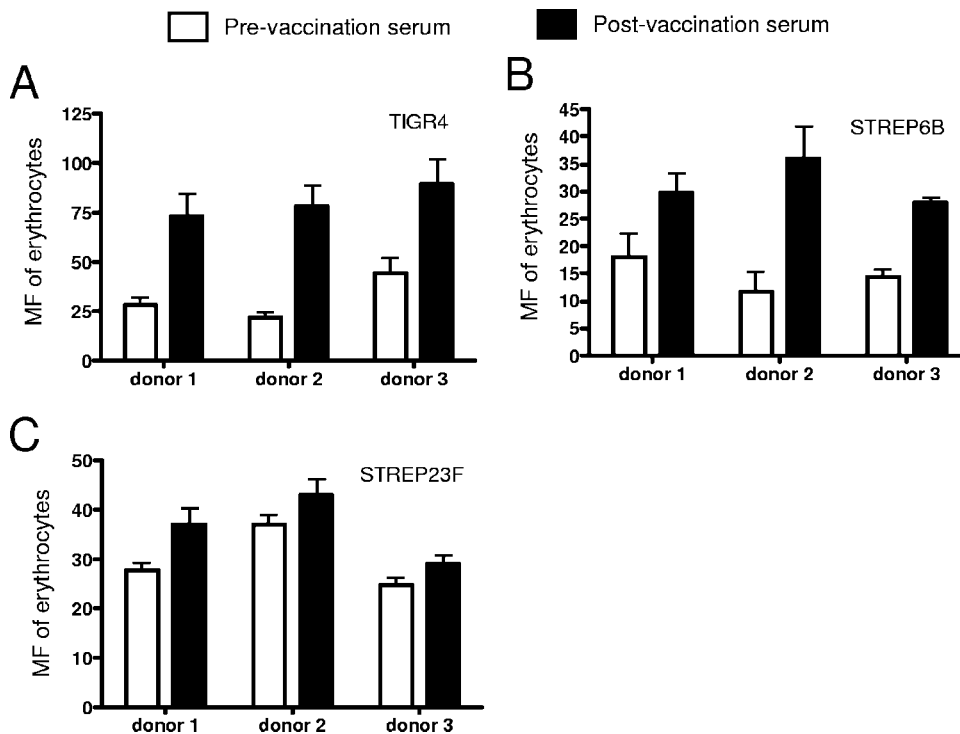 Pre-vaccination serum
Post-vaccination serum
A
TIGR4
MF of erythrocytes
125
100
75
50
25
0
donor 1 donor 2 donor 3
B
STREP6B
MF of erythrocytes
45
40
35
30
25
20
15
10
5
0
donor 1 donor 2 donor 3
C
STREP23F
MF of erythrocytes
50
40
30
20
10
0
donor 1 donor 2 donor 3